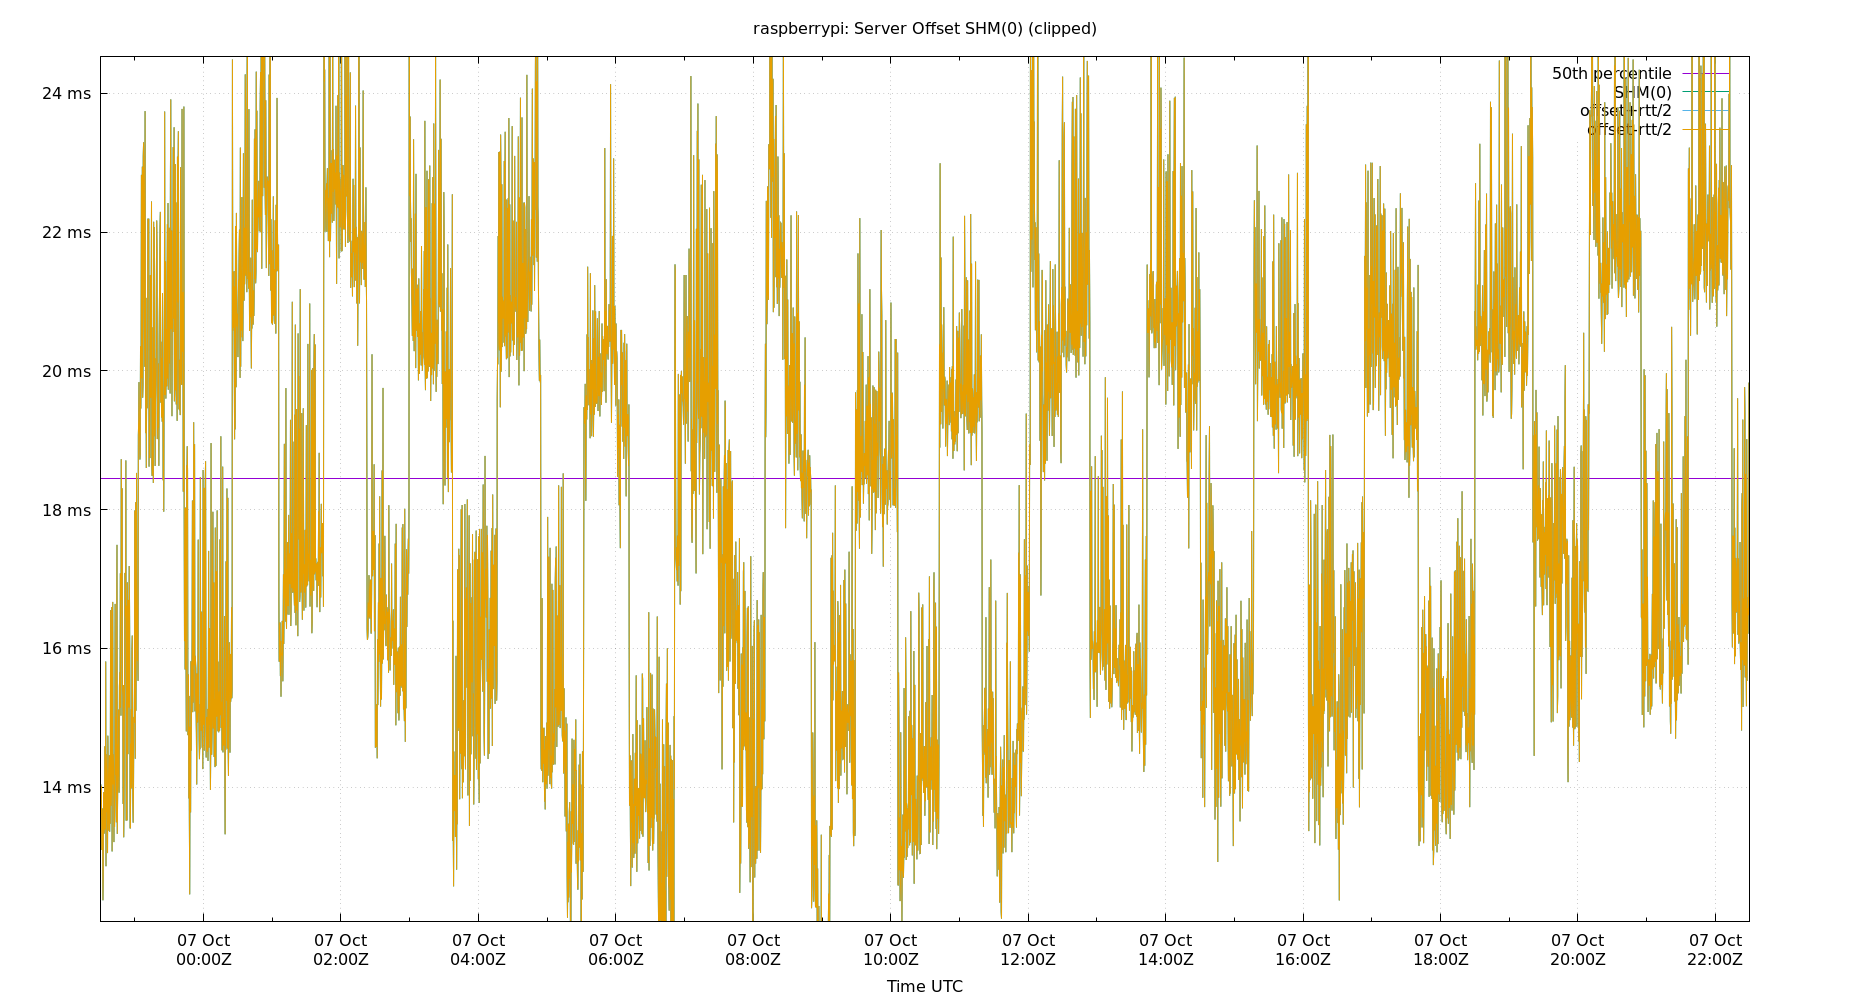 raspberrypi: Server Offset SHM(0) (clipped)
50th percentile
SHM(0)
offset+rtt/2
offset-rtt/2
24 ms
22 ms
20 ms
18 ms
16 ms
14 ms
07 Oct 07 Oct 07 Oct 07 Oct 07 Oct 07 Oct 07 Oct 07 Oct 07 Oct 07 Oct 07 Oct 07 Oct
00:00Z 02:00Z 04:00Z 06:00Z 08:00Z 10:00Z 12:00Z 14:00Z 16:00Z 18:00Z 20:00Z 22:00Z
Time UTC